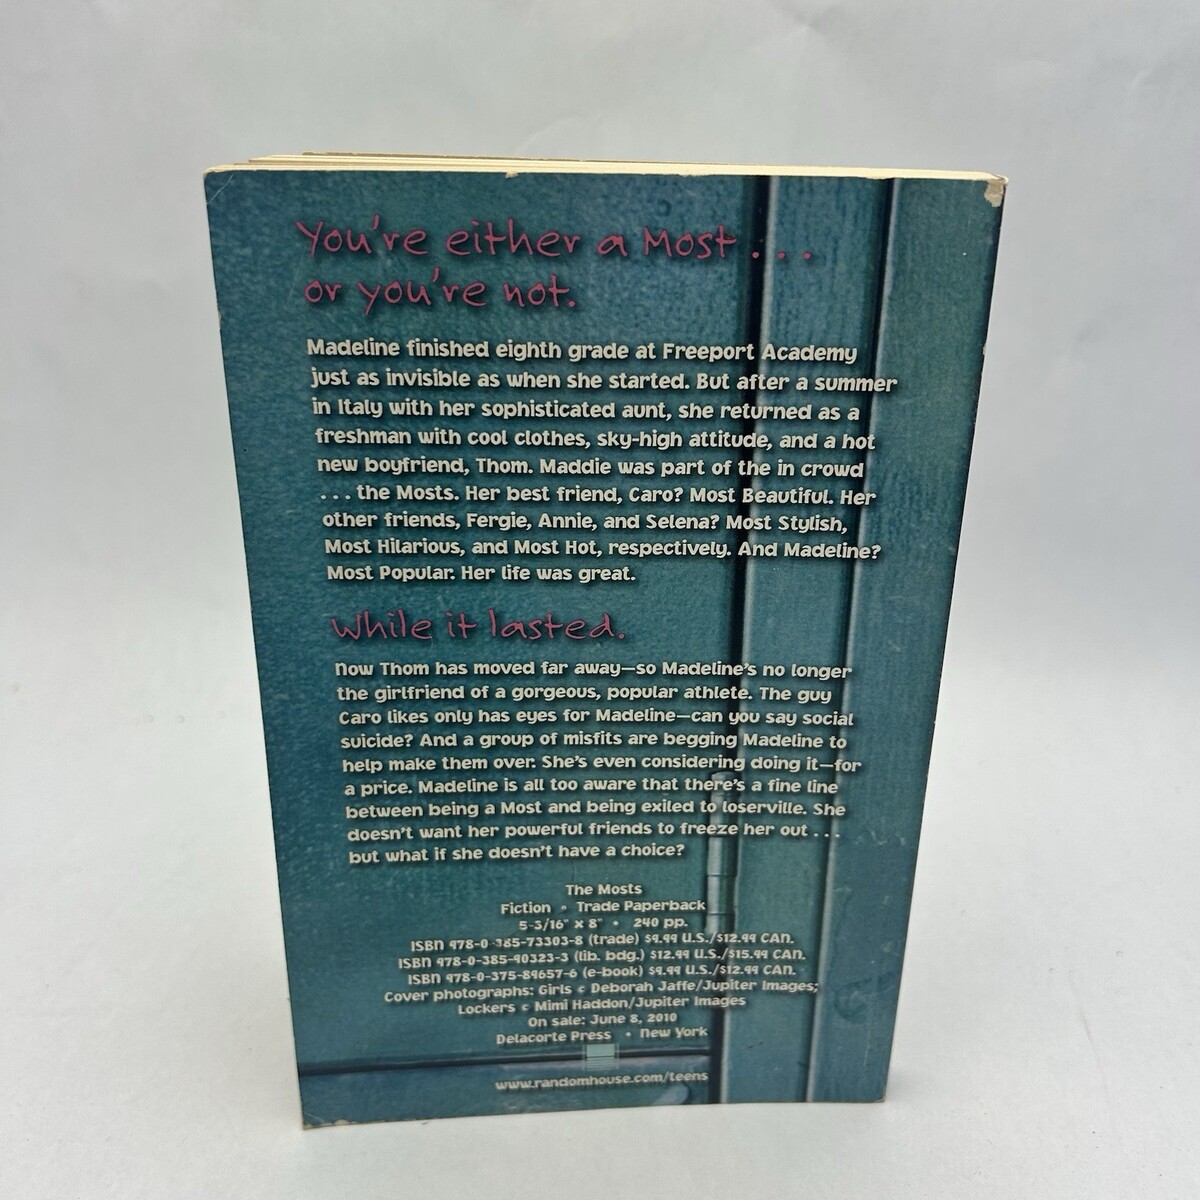 You're either a Most . . .
or you're not.
Madeline finished eighth grade at Freeport Academy
just as invisible as when she started. But after a summer
in Italy with her sophisticated aunt, she returned as a
freshman with cool clothes, sky-high attitude, and a hot
new boyfriend, Thom. Maddie was part of the in crowd
. . . the Mosts. Her best friend, Caro? Most Beautiful. Her
other friends, Fergie, Annie, and Selena? Most Stylish,
Most Hilarious, and Most Hot, respectively. And Madeline?
Most Popular. Her life was great.
While it lasted.
Now Thom has moved far away—so Madeline's no longer
the girlfriend of a gorgeous, popular athlete. The guy
Caro likes only has eyes for Madeline—can you say social
suicide? And a group of misfits are begging Madeline to
help make them over. She's even considering doing it—for
a price. Madeline is all too aware that there's a fine line
between being a Most and being exiled to loserville. She
doesn't want her powerful friends to freeze her out . . .
but what if she doesn't have a choice?
The Mosts
Fiction • Trade Paperback
5-3/16" x 8" • 240 pp.
ISBN 978-0-385-73303-8 (trade) $9.99 U.S./$12.99 CAN.
ISBN 978-0-385-90323-3 (lib. bdg.) $12.99 U.S./$15.99 CAN.
ISBN 978-0-375-89657-6 (e-book) $9.99 U.S./$12.99 CAN.
Cover photographs: Girls © Deborah Jaffe/Jupiter Images;
Lockers © Mimi Haddon/Jupiter Images
On sale: June 8, 2010
Delacorte Press • New York
www.randomhouse.com/teens